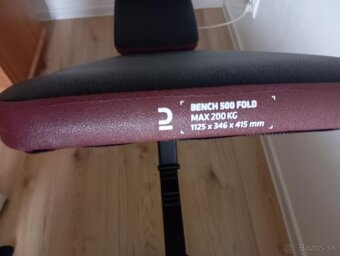 BENCH 500 FOLD
MAX 200 KG
1125 x 346 x 415 mm
Bazos.sk